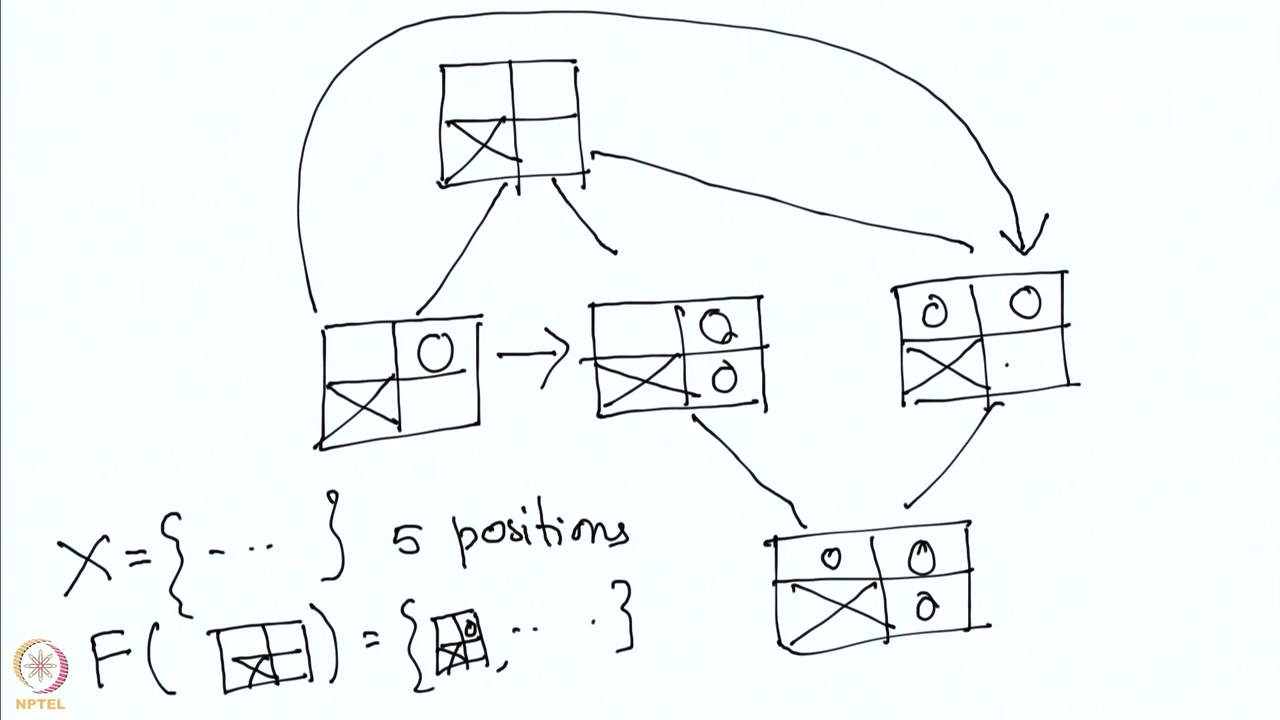 O
O
O
O O
X = { - ... } 5 positions
O O
O
F( ) = { O , .. . }
NPTEL